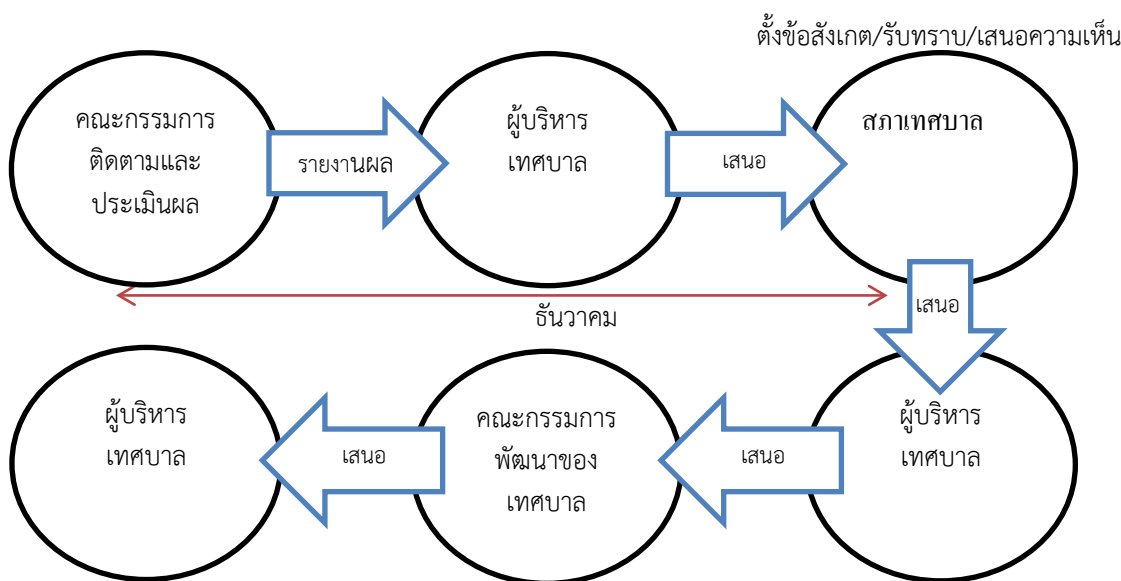 ตั้งข้อสังเกต/รับทราบ/เสนอความเห็น
คณะกรรมการ
ติดตามและ
ประเมินผล
รายงานผล
ผู้บริหาร
เทศบาล
เสนอ
สภาเทศบาล
ธันวาคม
เสนอ
ผู้บริหาร
เทศบาล
เสนอ
คณะกรรมการ
พัฒนาของ
เทศบาล
เสนอ
ผู้บริหาร
เทศบาล